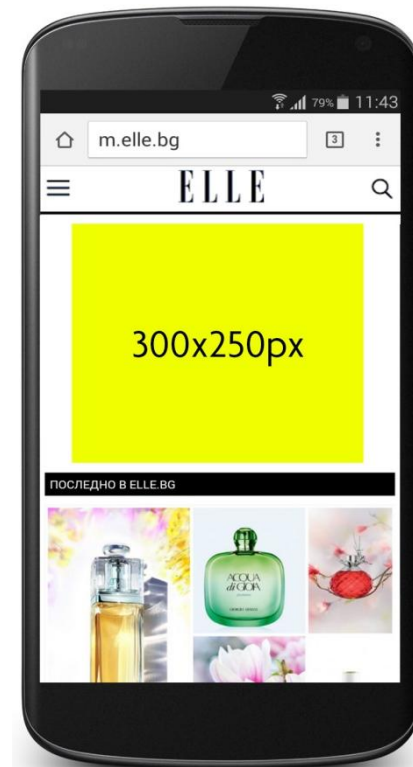 79% 11:43
m.elle.bg 3
ELLE
300x250px
ПОСЛЕДНО В ELLE.BG
ACQUA
di GIOIA